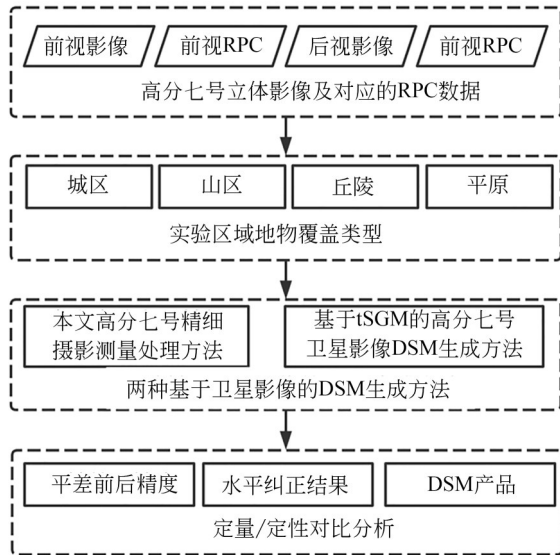 前视影像
前视RPC
后视影像
前视RPC
高分七号立体影像及对应的RPC数据
城区
山区
丘陵
平原
实验区域地物覆盖类型
本文高分七号精细
摄影测量处理方法
基于tSGM的高分七号
卫星影像DSM生成方法
两种基于卫星影像的DSM生成方法
平差前后精度
水平纠正结果
DSM产品
定量/定性对比分析